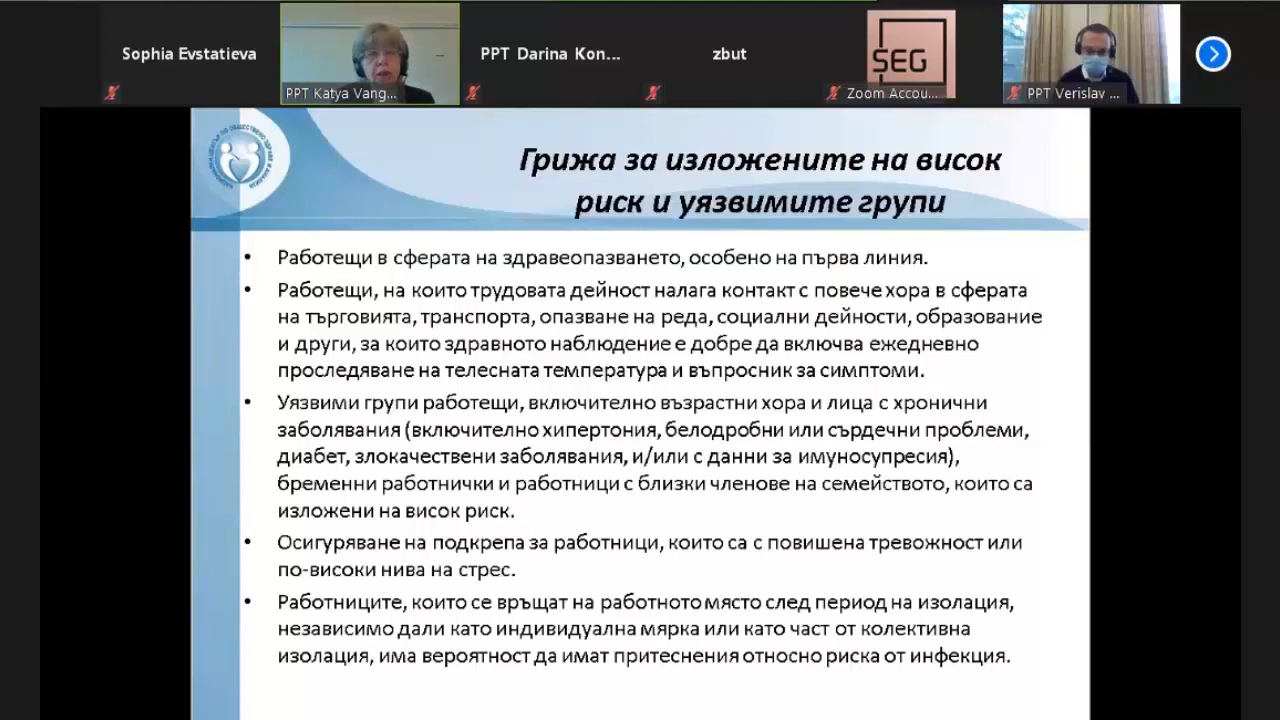 Sophia Evstatieva
PPT Katya Vang...
PPT Darina Kon...
zbut
SEG
Zoom Accou...
PPT Verislav ...
Грижа за изложените на висок
риск и уязвимите групи
• Работещи в сферата на здравеопазването, особено на първа линия.
• Работещи, на които трудовата дейност налага контакт с повече хора в сферата
на търговията, транспорта, опазване на реда, социални дейности, образование
и други, за които здравното наблюдение е добре да включва ежедневно
проследяване на телесната температура и въпросник за симптоми.
• Уязвими групи работещи, включително възрастни хора и лица с хронични
заболявания (включително хипертония, белодробни или сърдечни проблеми,
диабет, злокачествени заболявания, и/или с данни за имуносупресия),
бременни работнички и работници с близки членове на семейството, които са
изложени на висок риск.
• Осигуряване на подкрепа за работници, които са с повишена тревожност или
по-високи нива на стрес.
• Работниците, които се връщат на работното място след период на изолация,
независимо дали като индивидуална мярка или като част от колективна
изолация, има вероятност да имат притеснения относно риска от инфекция.